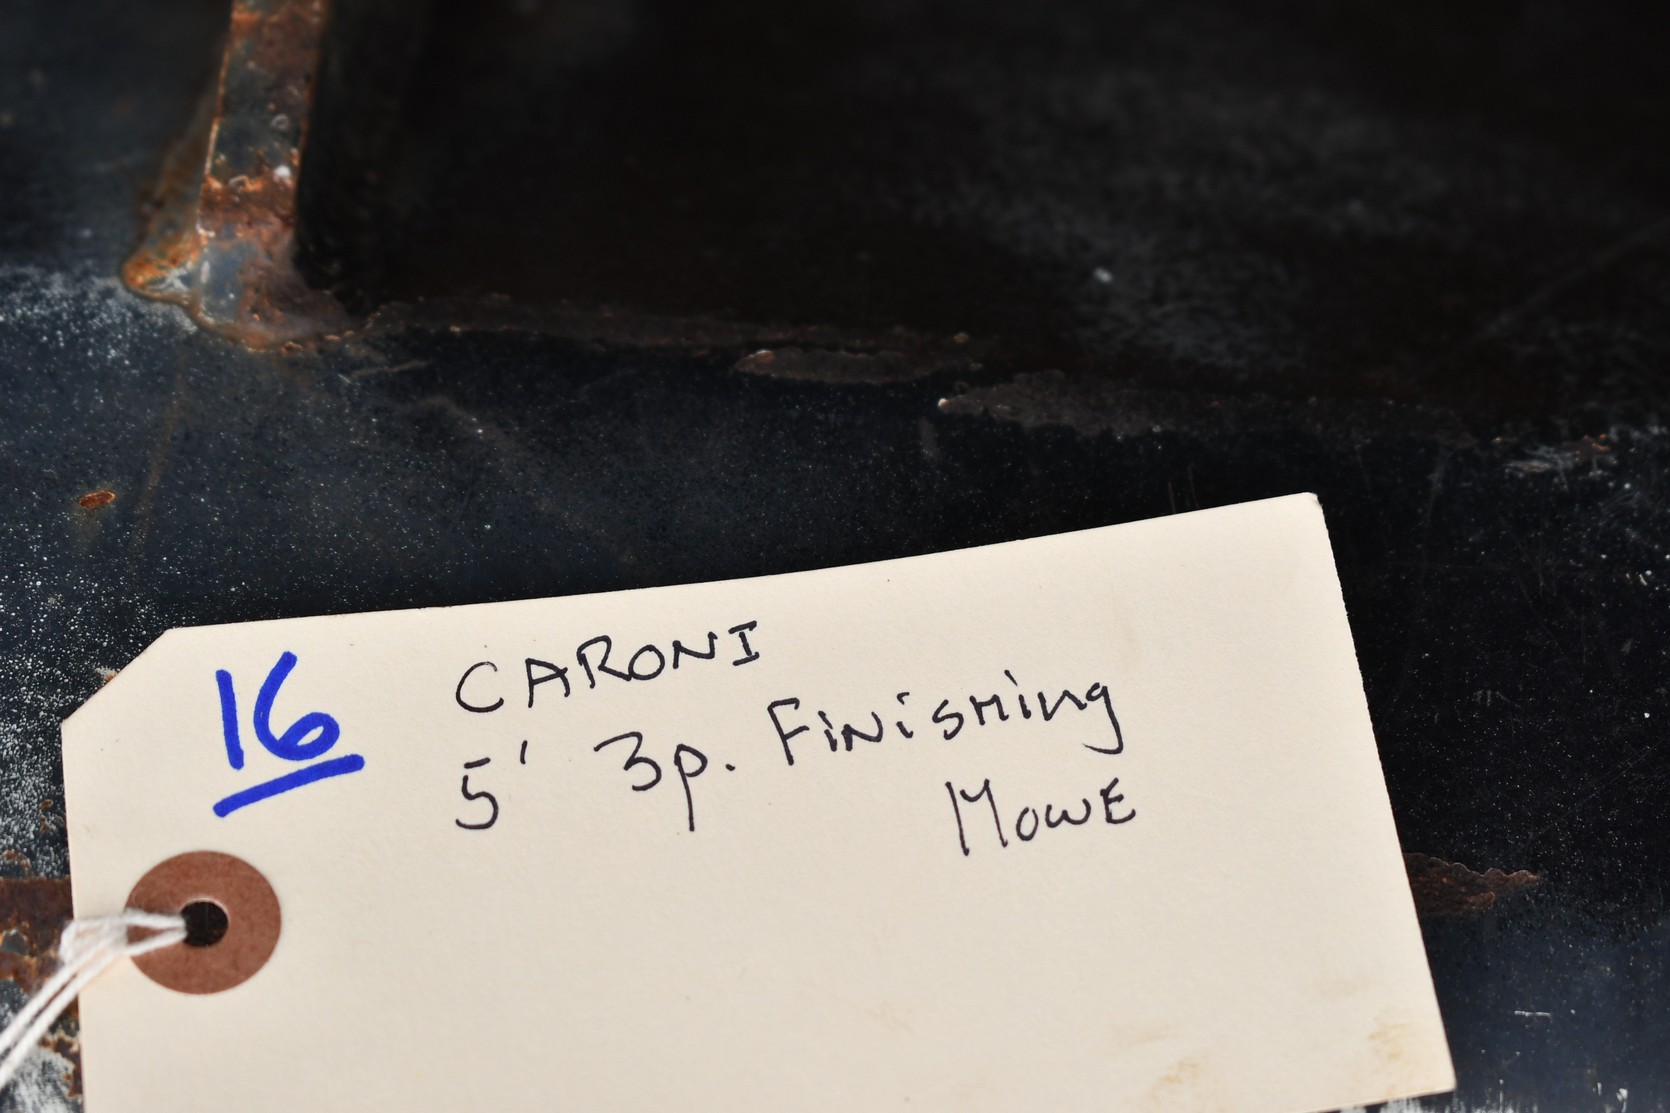 16
CARONI
5' 3p. Finishing
Mowe